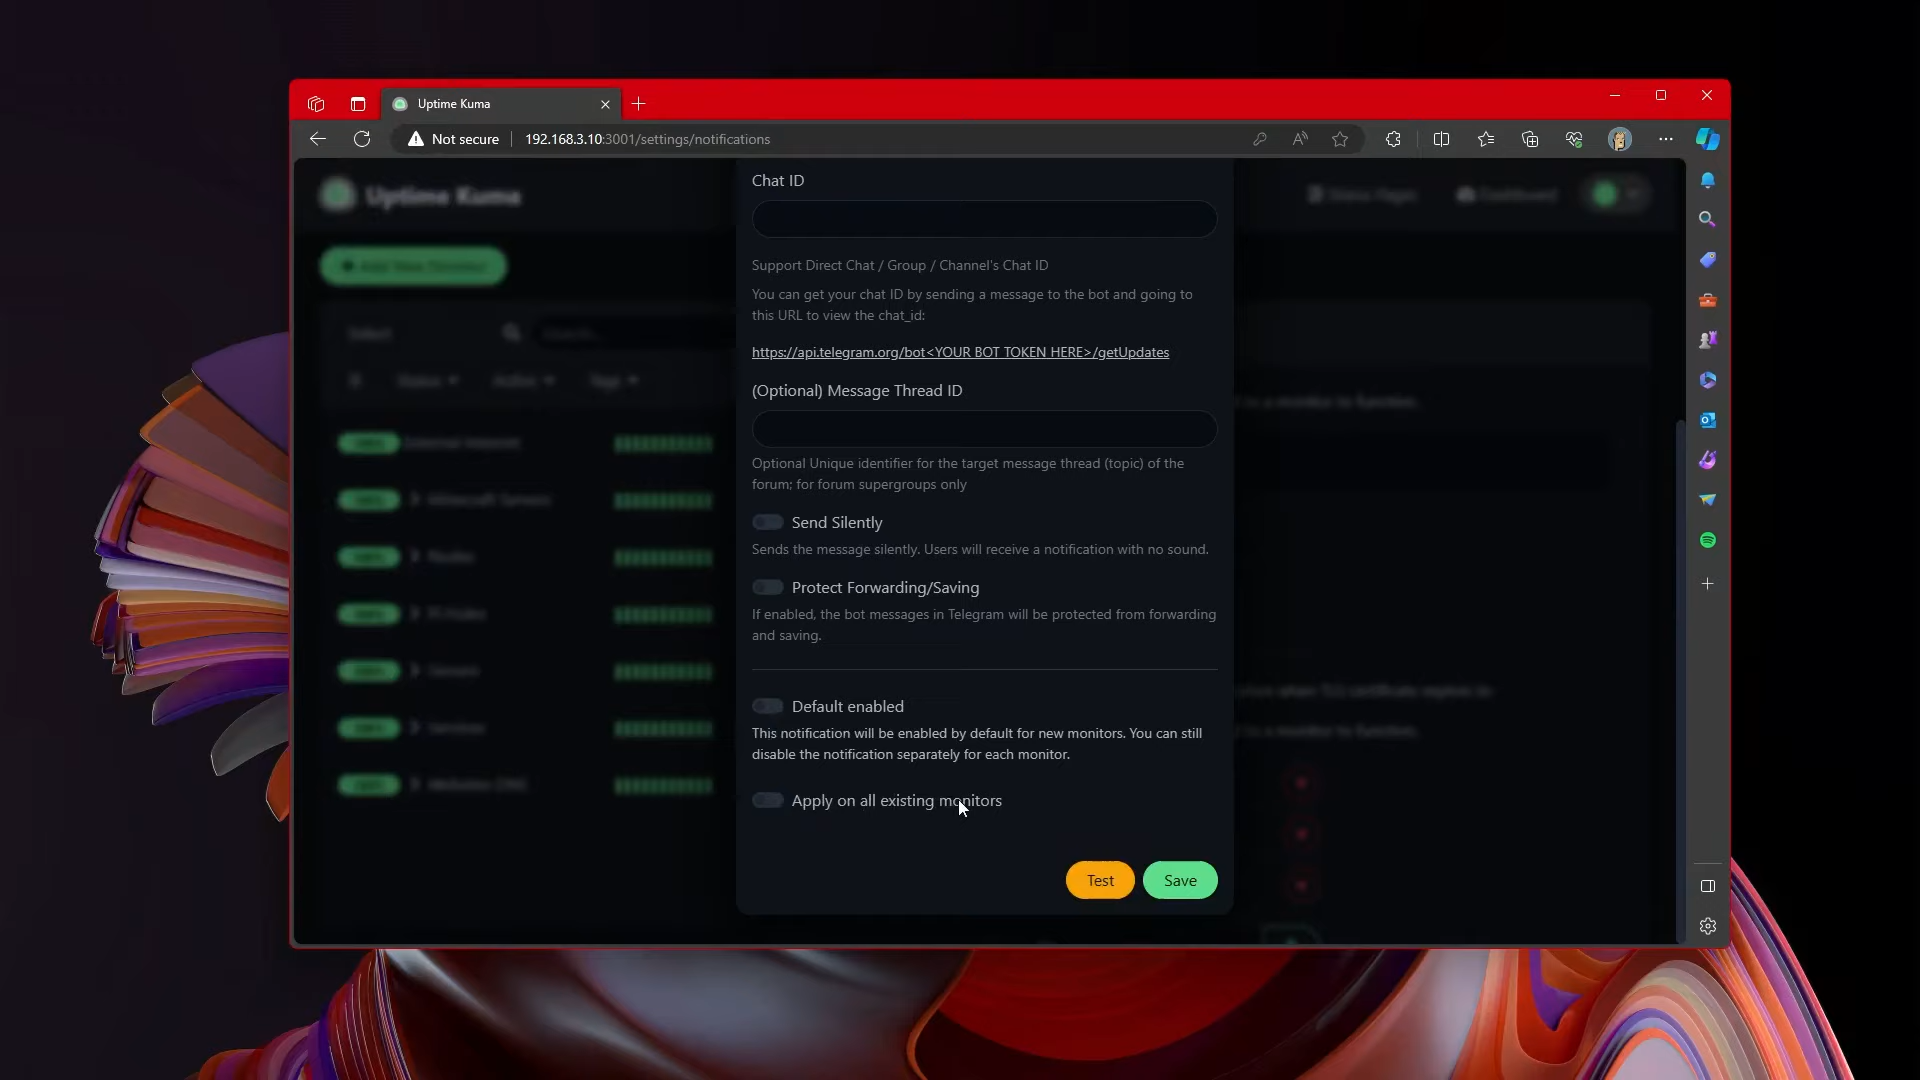 Uptime Kuma
Not secure
192.168.3.10:3001/settings/notifications
Uptime Kuma
Dashboard
Add New Monitor
Chat ID
Support Direct Chat / Group / Channel's Chat ID
You can get your chat ID by sending a message to the bot and going to
this URL to view the chat_id:
https://api.telegram.org/bot<YOUR BOT TOKEN HERE>/getUpdates
(Optional) Message Thread ID
Optional Unique identifier for the target message thread (topic) of the
forum; for forum supergroups only
Send Silently
Sends the message silently. Users will receive a notification with no sound.
Protect Forwarding/Saving
If enabled, the bot messages in Telegram will be protected from forwarding
and saving.
Default enabled
This notification will be enabled by default for new monitors. You can still
disable the notification separately for each monitor.
Apply on all existing monitors
Test
Save